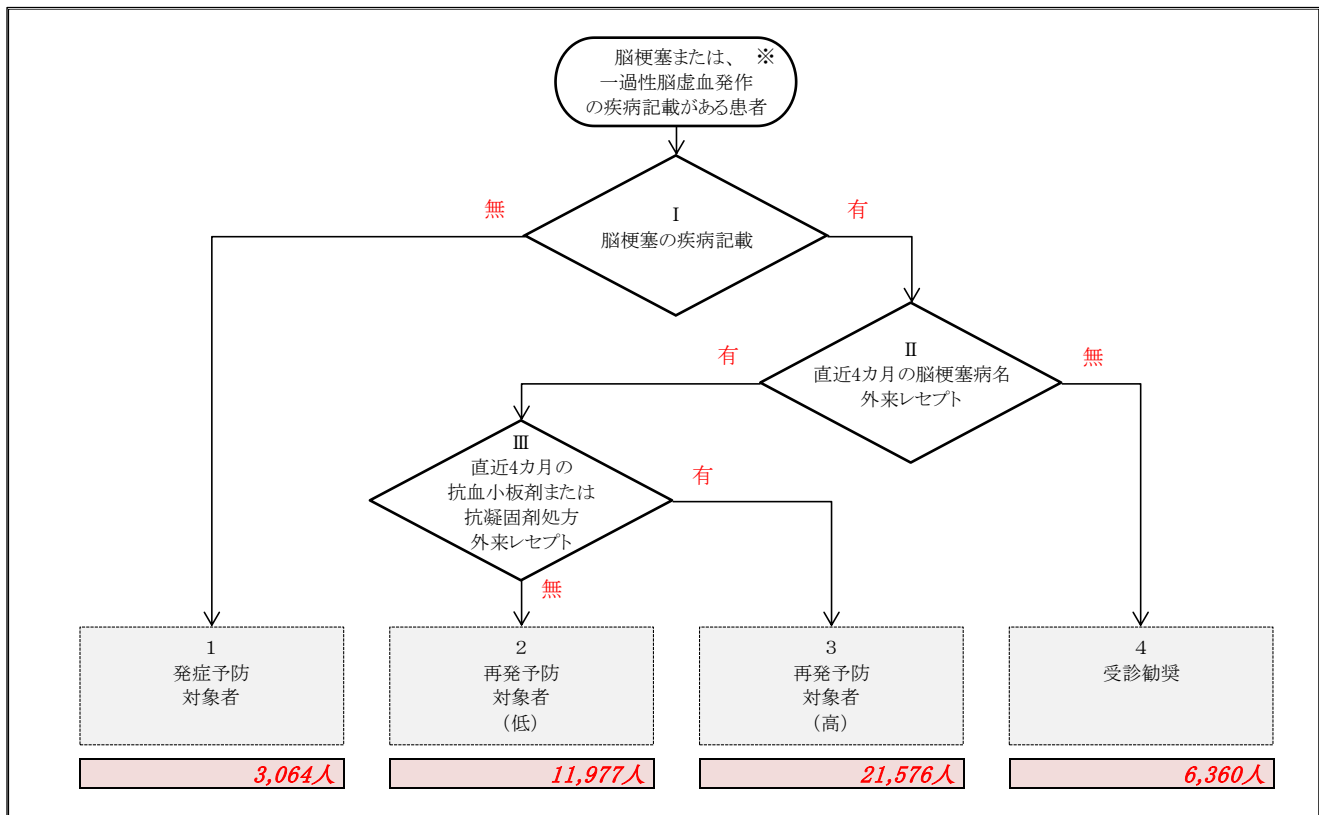 脳梗塞または、 ※
一過性脳虚血発作
の疾病記載がある患者
無
Ⅰ
脳梗塞の疾病記載
有
有
Ⅱ
直近4カ月の脳梗塞病名
外来レセプト
無
Ⅲ
直近4カ月の
抗血小板剤または
抗凝固剤処方
外来レセプト
有
無
1
発症予防
対象者
2
再発予防
対象者
(低)
3
再発予防
対象者
(高)
4
受診勧奨
3,064人
11,977人
21,576人
6,360人